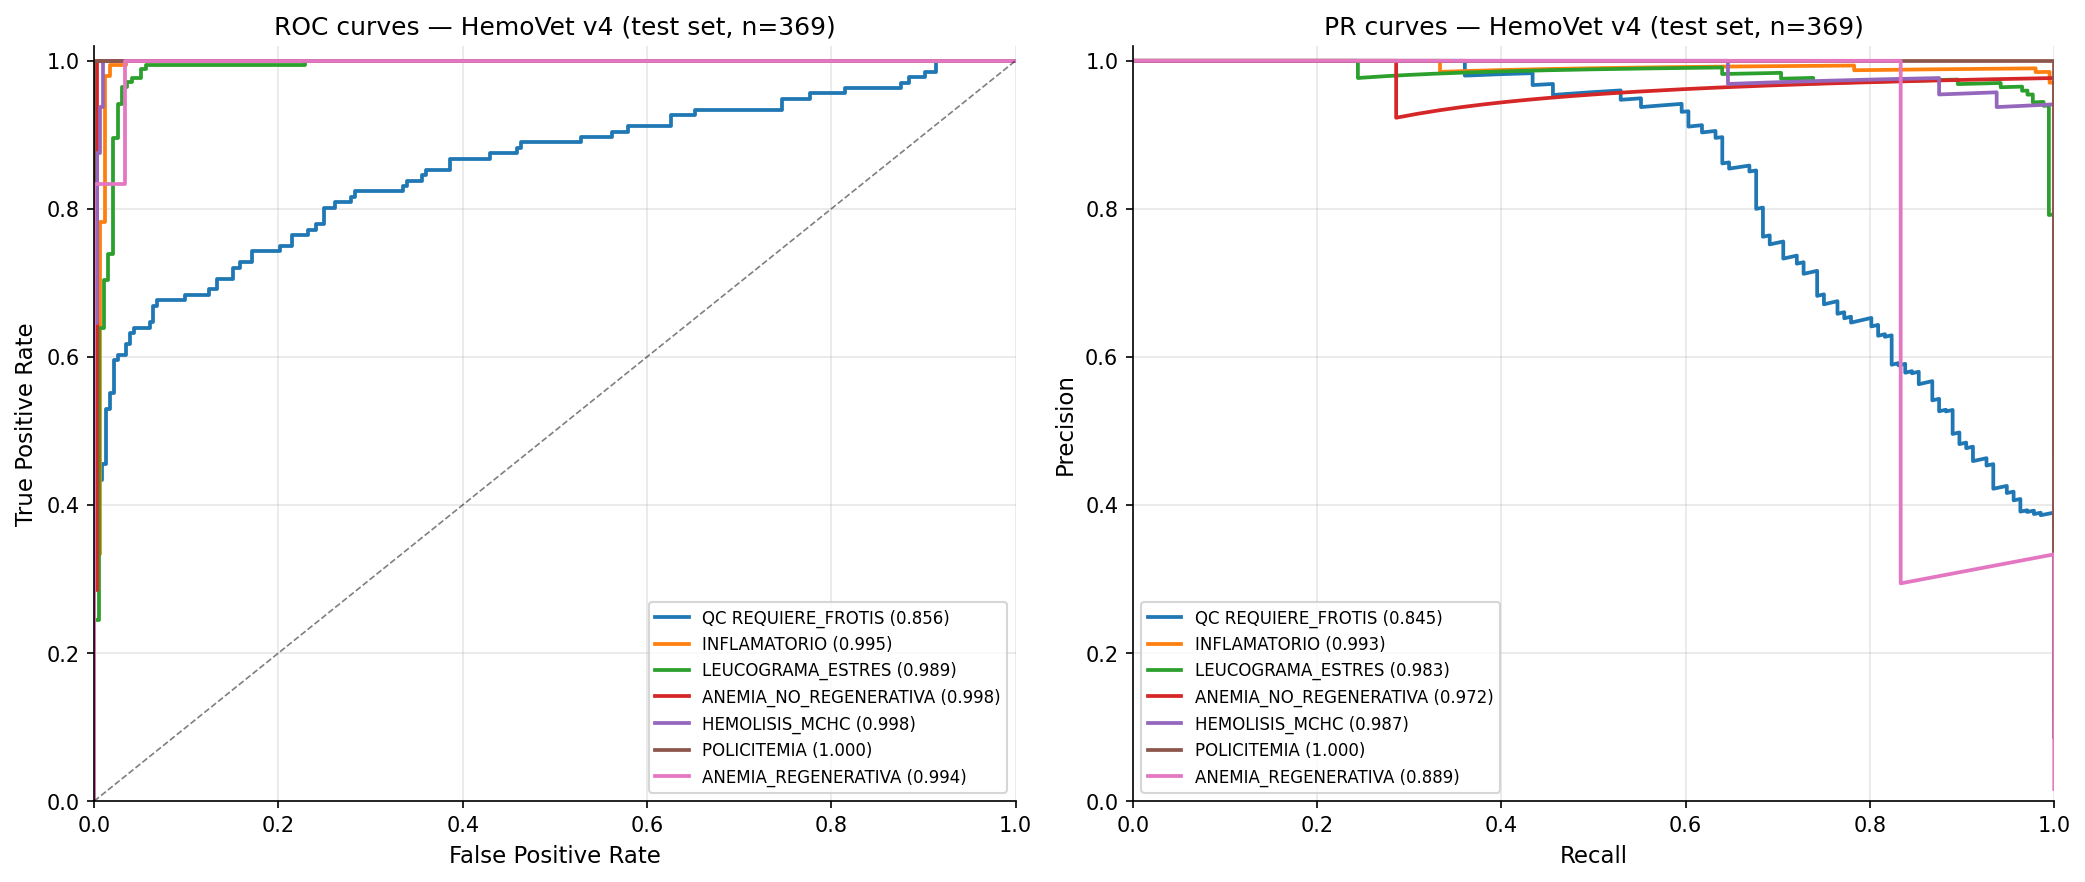 ROC curves — HemoVet v4 (test set, n=369)
True Positive Rate
1.0
0.8
0.6
0.4
0.2
0.0
QC REQUIERE_FROTIS (0.856)
INFLAMATORIO (0.995)
LEUCOGRAMA_ESTRES (0.989)
ANEMIA_NO_REGENERATIVA (0.998)
HEMOLISIS_MCHC (0.998)
POLICITEMIA (1.000)
ANEMIA_REGENERATIVA (0.994)
0.0 0.2 0.4 0.6 0.8 1.0
False Positive Rate
PR curves — HemoVet v4 (test set, n=369)
Precision
1.0
0.8
0.6
0.4
0.2
0.0
QC REQUIERE_FROTIS (0.845)
INFLAMATORIO (0.993)
LEUCOGRAMA_ESTRES (0.983)
ANEMIA_NO_REGENERATIVA (0.972)
HEMOLISIS_MCHC (0.987)
POLICITEMIA (1.000)
ANEMIA_REGENERATIVA (0.889)
0.0 0.2 0.4 0.6 0.8 1.0
Recall